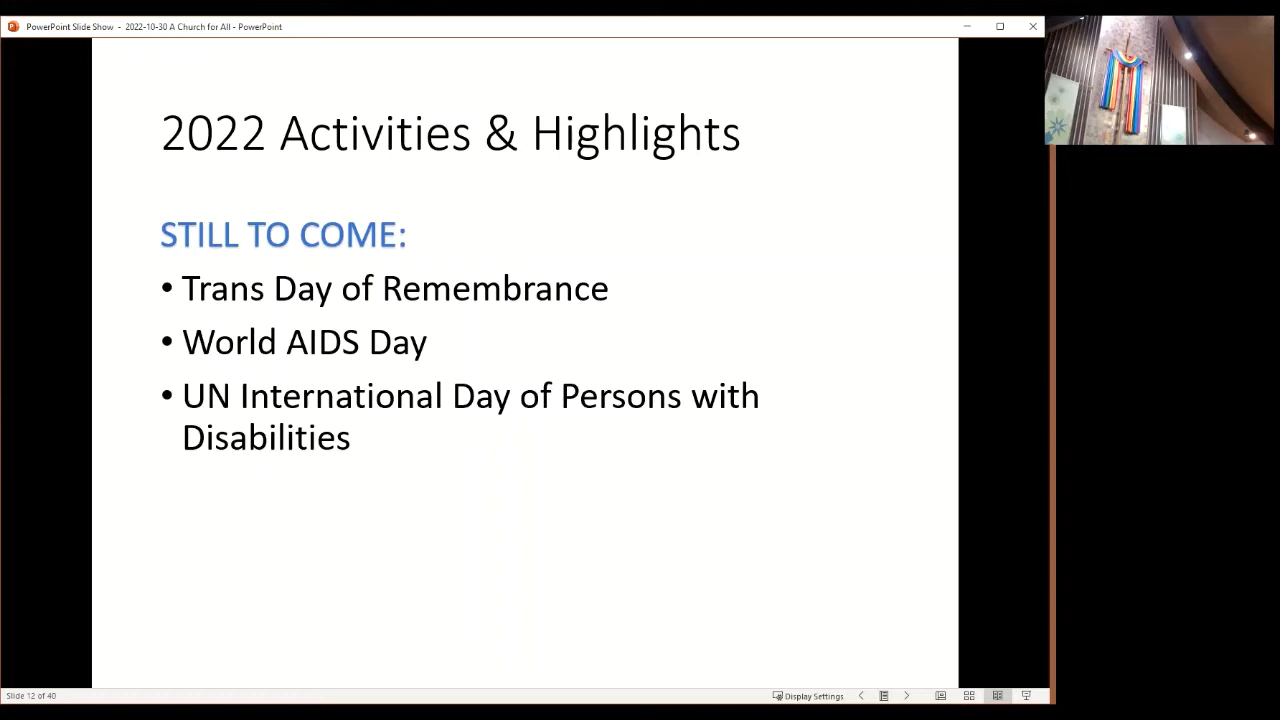 PowerPoint Slide Show - 2022-10-30 A Church for All - PowerPoint
2022 Activities & Highlights
STILL TO COME:
• Trans Day of Remembrance
• World AIDS Day
• UN International Day of Persons with
Disabilities
Slide 12 of 40
Display Settings